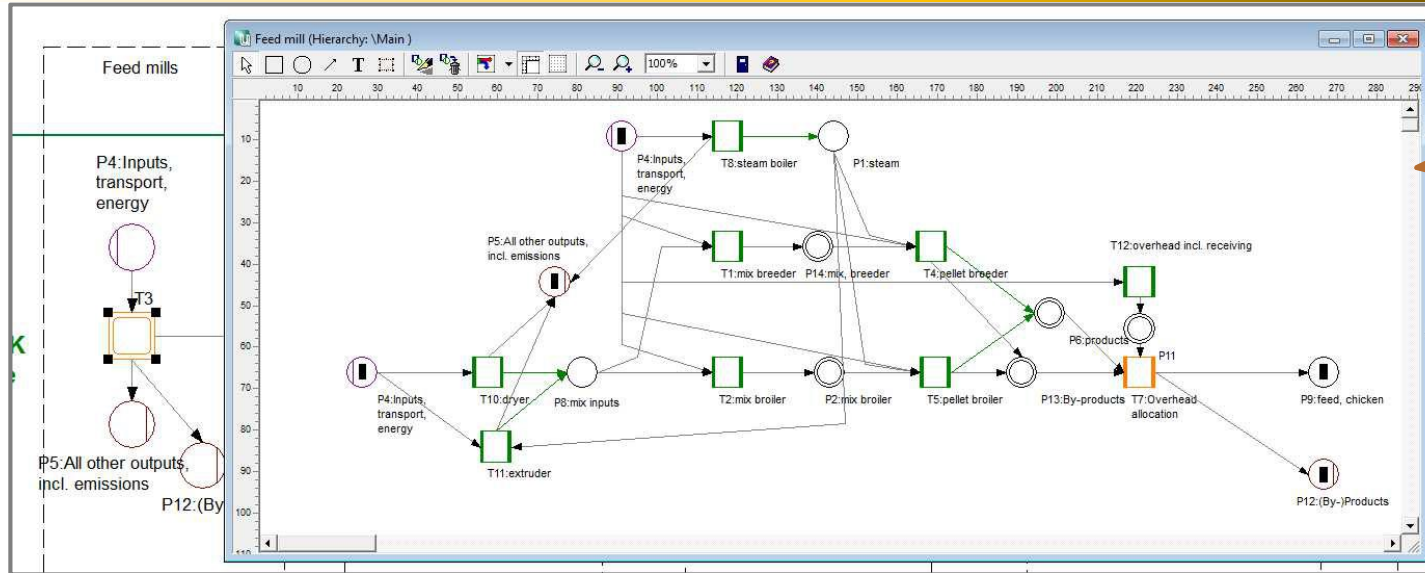 Feed mill (Hierarchy: \Main )
Feed mills
T
100%
10 20 30 40 50 60 70 80 90 100 110 120 130 140 150 160 170 180 190 200 210 220 230 240 250 260 270 280 290
10
20
30
40
50
60
70
80
90
100
110
P4:Inputs,
transport,
energy
T3
K
P5:All other outputs,
incl. emissions
P12:(By
P4:Inputs,
transport,
energy
T8:steam boiler
P1:steam
P5:All other outputs,
incl. emissions
T1:mix breeder
P14:mix, breeder
T4:pellet breeder
T12:overhead incl. receiving
P6:products
P11
P4:Inputs,
transport,
energy
T10:dryer
P8:mix inputs
T2:mix broiler
P2:mix broiler
T5:pellet broiler
P13:By-products
T7:Overhead
allocation
P9:feed, chicken
T11:extruder
P12:(By-)Products